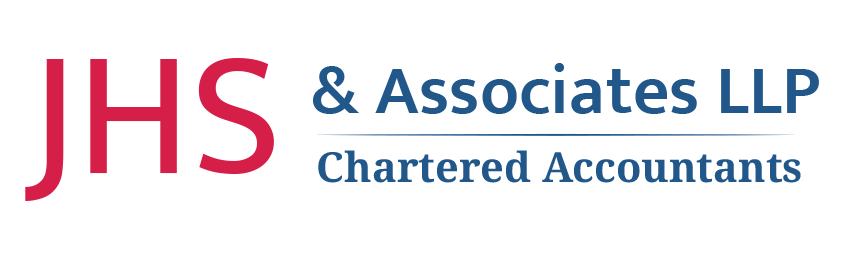 JHS & Associates LLP
Chartered Accountants